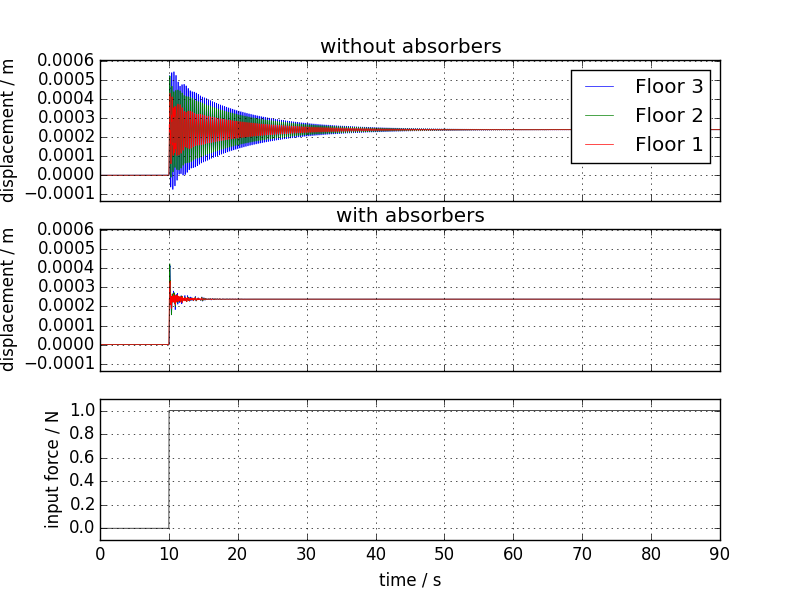 without absorbers
displacement / m
0.0006
0.0005
0.0004
0.0003
0.0002
0.0001
0.0000
−0.0001
Floor 3
Floor 2
Floor 1
with absorbers
displacement / m
0.0006
0.0005
0.0004
0.0003
0.0002
0.0001
0.0000
−0.0001
input force / N
1.0
0.8
0.6
0.4
0.2
0.0
0 10 20 30 40 50 60 70 80 90
time / s